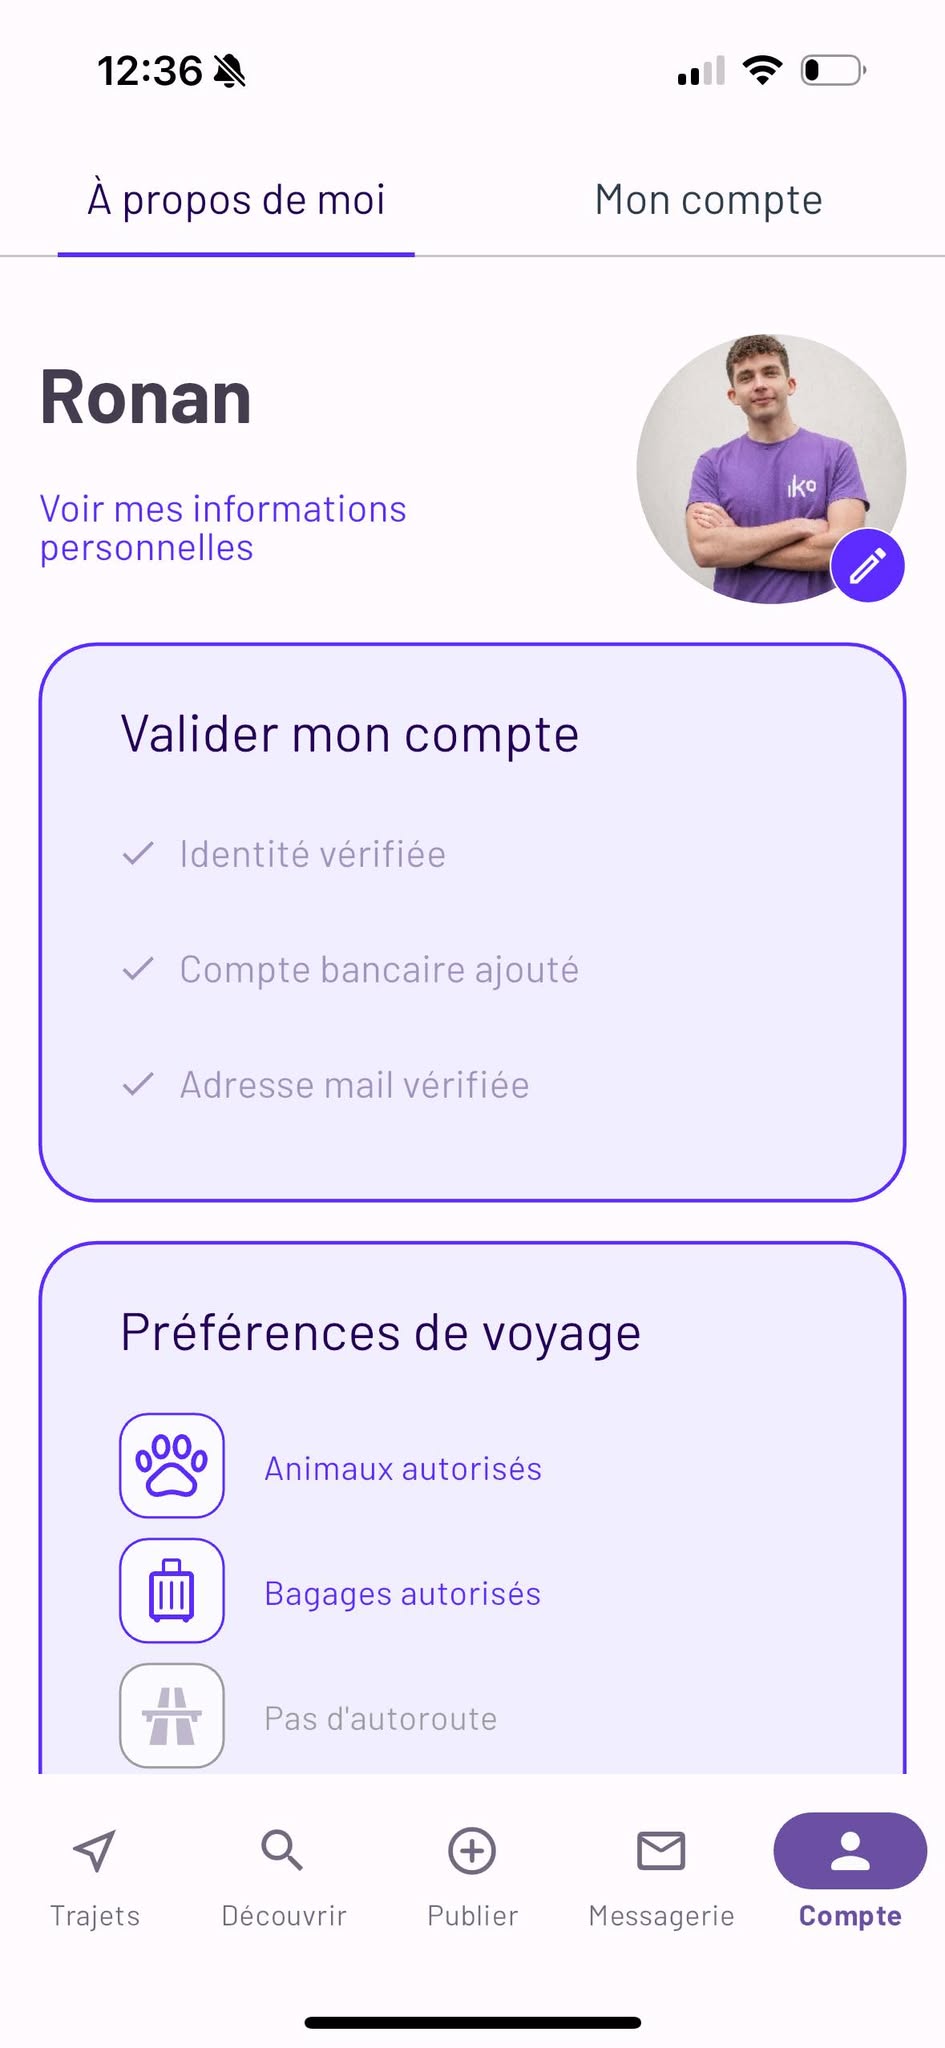 12:36
À propos de moi
Mon compte
Ronan
Voir mes informations
personnelles
iko
Valider mon compte
Identité vérifiée
Compte bancaire ajouté
Adresse mail vérifiée
Préférences de voyage
Animaux autorisés
Bagages autorisés
Pas d'autoroute
Trajets
Découvrir
Publier
Messagerie
Compte